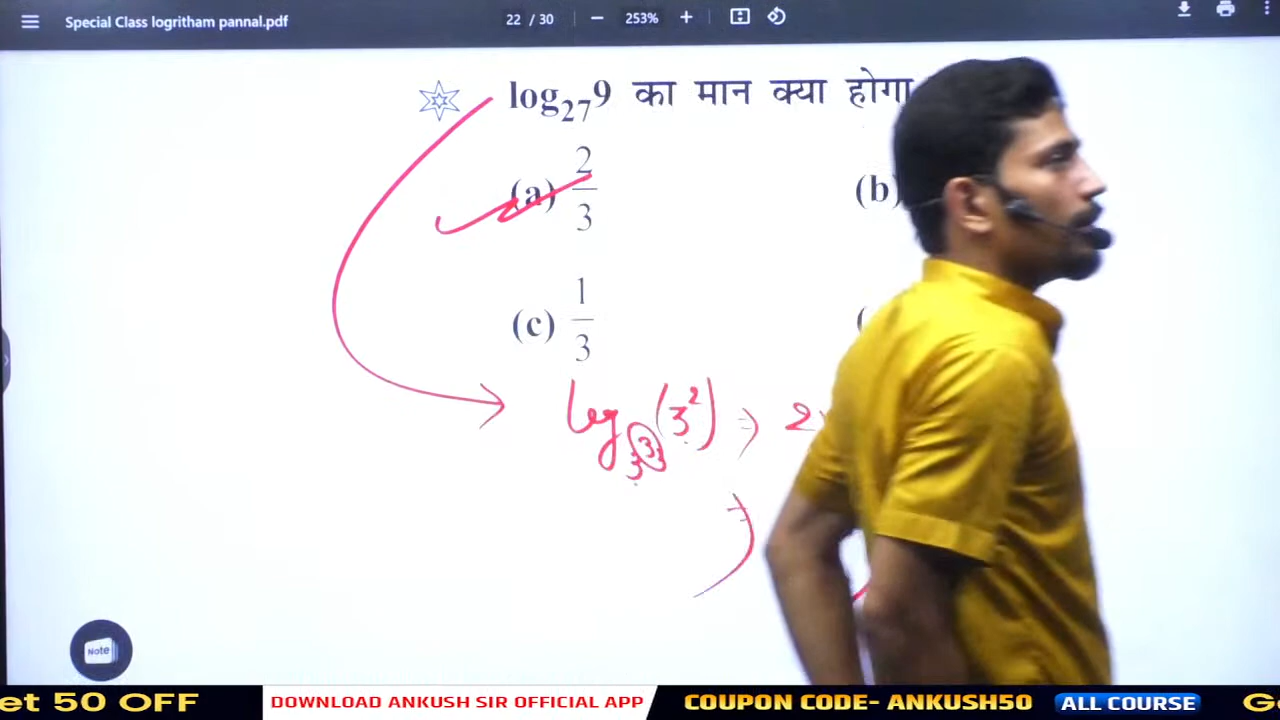 Special Class logritham pannal.pdf
22 / 30
253%
log₂₇9 का मान क्या होगा
(a) 2/3
(b)
(c) 1/3
log₃³(3²) ⇒ 2
Note
et 50 OFF
DOWNLOAD ANKUSH SIR OFFICIAL APP
COUPON CODE- ANKUSH50
ALL COURSE
G